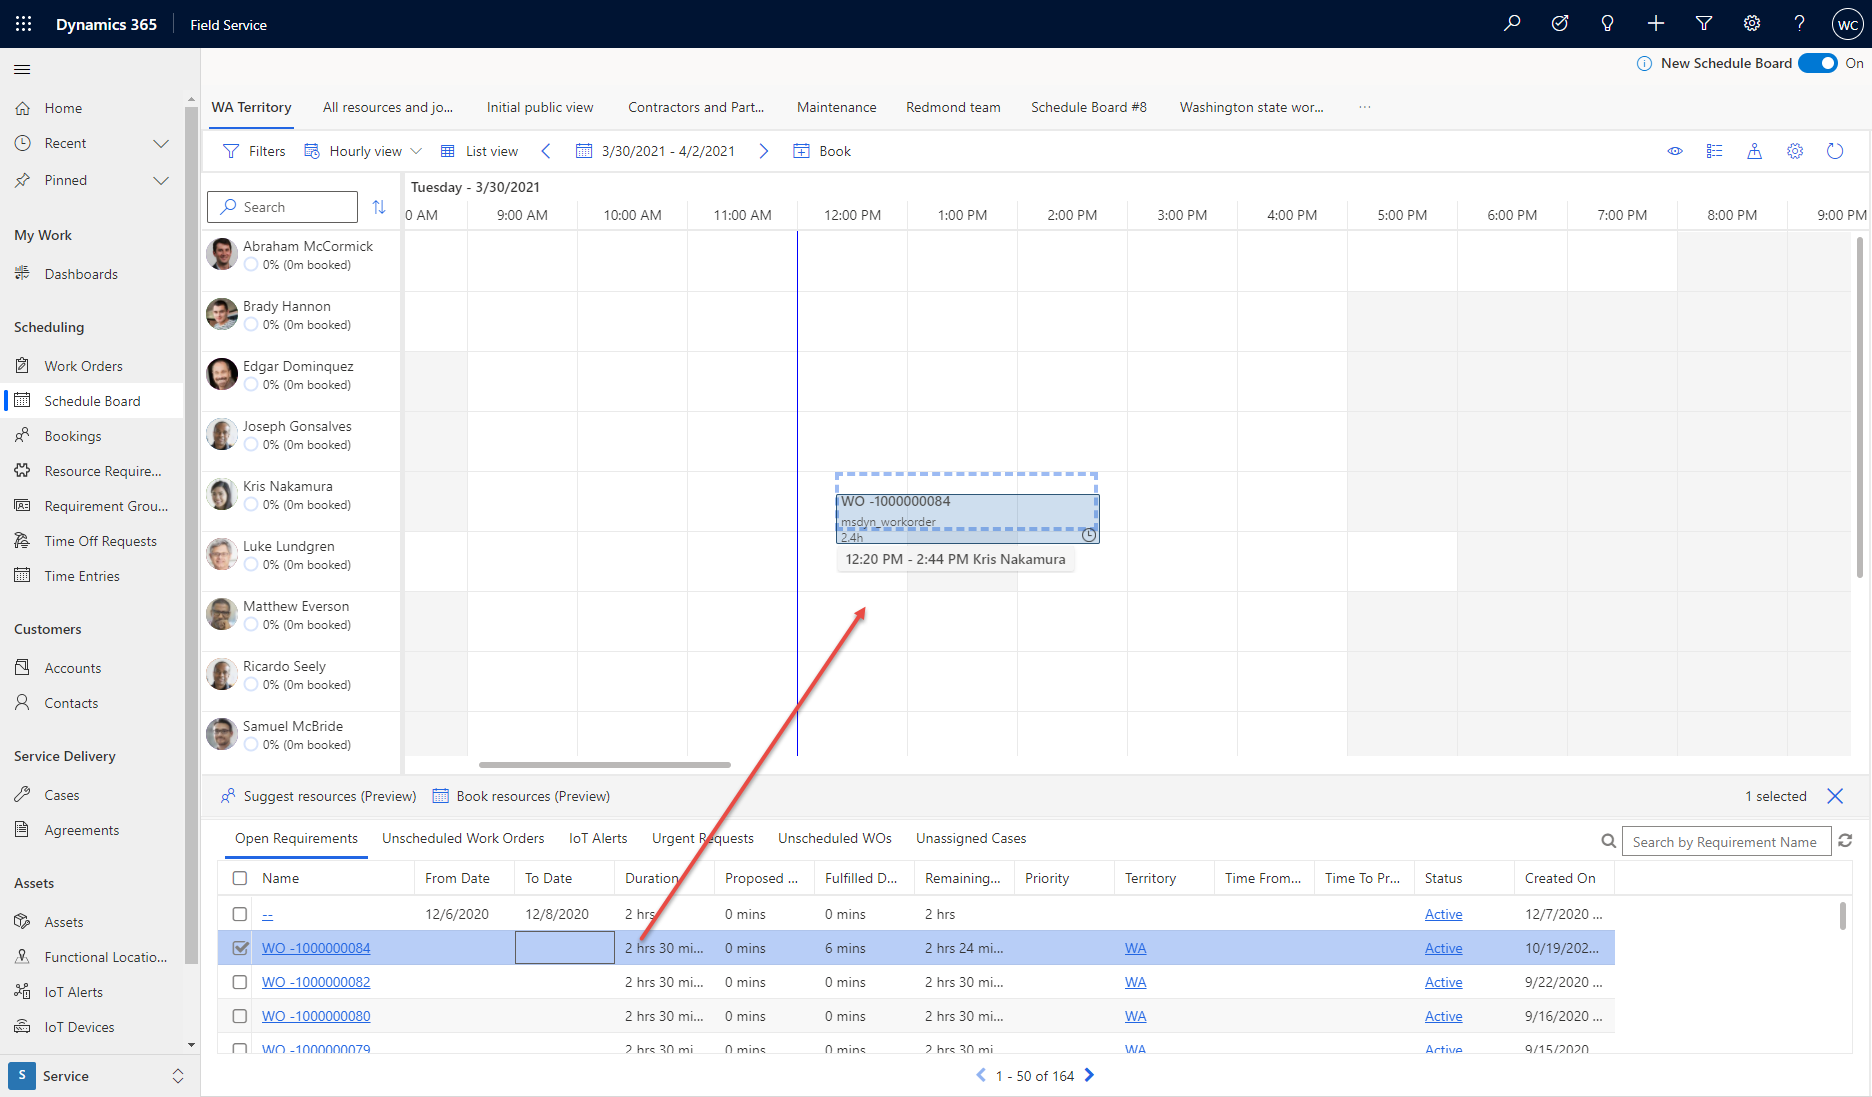 Dynamics 365
Field Service
WC
New Schedule Board
On
Home
Recent
Pinned
My Work
Dashboards
Scheduling
Work Orders
Schedule Board
Bookings
Resource Require...
Requirement Grou...
Time Off Requests
Time Entries
Customers
Accounts
Contacts
Service Delivery
Cases
Agreements
Assets
Assets
Functional Locatio...
IoT Alerts
IoT Devices
S Service
WA Territory
All resources and jo...
Initial public view
Contractors and Part...
Maintenance
Redmond team
Schedule Board #8
Washington state wor...
...
Filters
Hourly view
List view
3/30/2021 - 4/2/2021
Book
Search
Tuesday - 3/30/2021
0 AM 9:00 AM 10:00 AM 11:00 AM 12:00 PM 1:00 PM 2:00 PM 3:00 PM 4:00 PM 5:00 PM 6:00 PM 7:00 PM 8:00 PM 9:00 PM
Abraham McCormick
0% (0m booked)
Brady Hannon
0% (0m booked)
Edgar Dominquez
0% (0m booked)
Joseph Gonsalves
0% (0m booked)
Kris Nakamura
0% (0m booked)
Luke Lundgren
0% (0m booked)
Matthew Everson
0% (0m booked)
Ricardo Seely
0% (0m booked)
Samuel McBride
0% (0m booked)
WO -1000000084
msdyn_workorder
2.4h
12:20 PM - 2:44 PM Kris Nakamura
Suggest resources (Preview)
Book resources (Preview)
1 selected
Open Requirements
Unscheduled Work Orders
IoT Alerts
Urgent Requests
Unscheduled WOs
Unassigned Cases
Search by Requirement Name
Name From Date To Date Duration Proposed ... Fulfilled D... Remaining... Priority Territory Time From... Time To Pr... Status Created On
-- 12/6/2020 12/8/2020 2 hrs 0 mins 0 mins 2 hrs Active 12/7/2020 ...
WO -1000000084 2 hrs 30 mi... 0 mins 6 mins 2 hrs 24 mi... WA Active 10/19/202...
WO -1000000082 2 hrs 30 mi... 0 mins 0 mins 2 hrs 30 mi... WA Active 9/22/2020 ...
WO -1000000080 2 hrs 30 mi... 0 mins 0 mins 2 hrs 30 mi... WA Active 9/16/2020 ...
WO -1000000079 2 hrs 30 mi 0 mins 0 mins 2 hrs 30 mi WA Active 9/15/2020
1 - 50 of 164